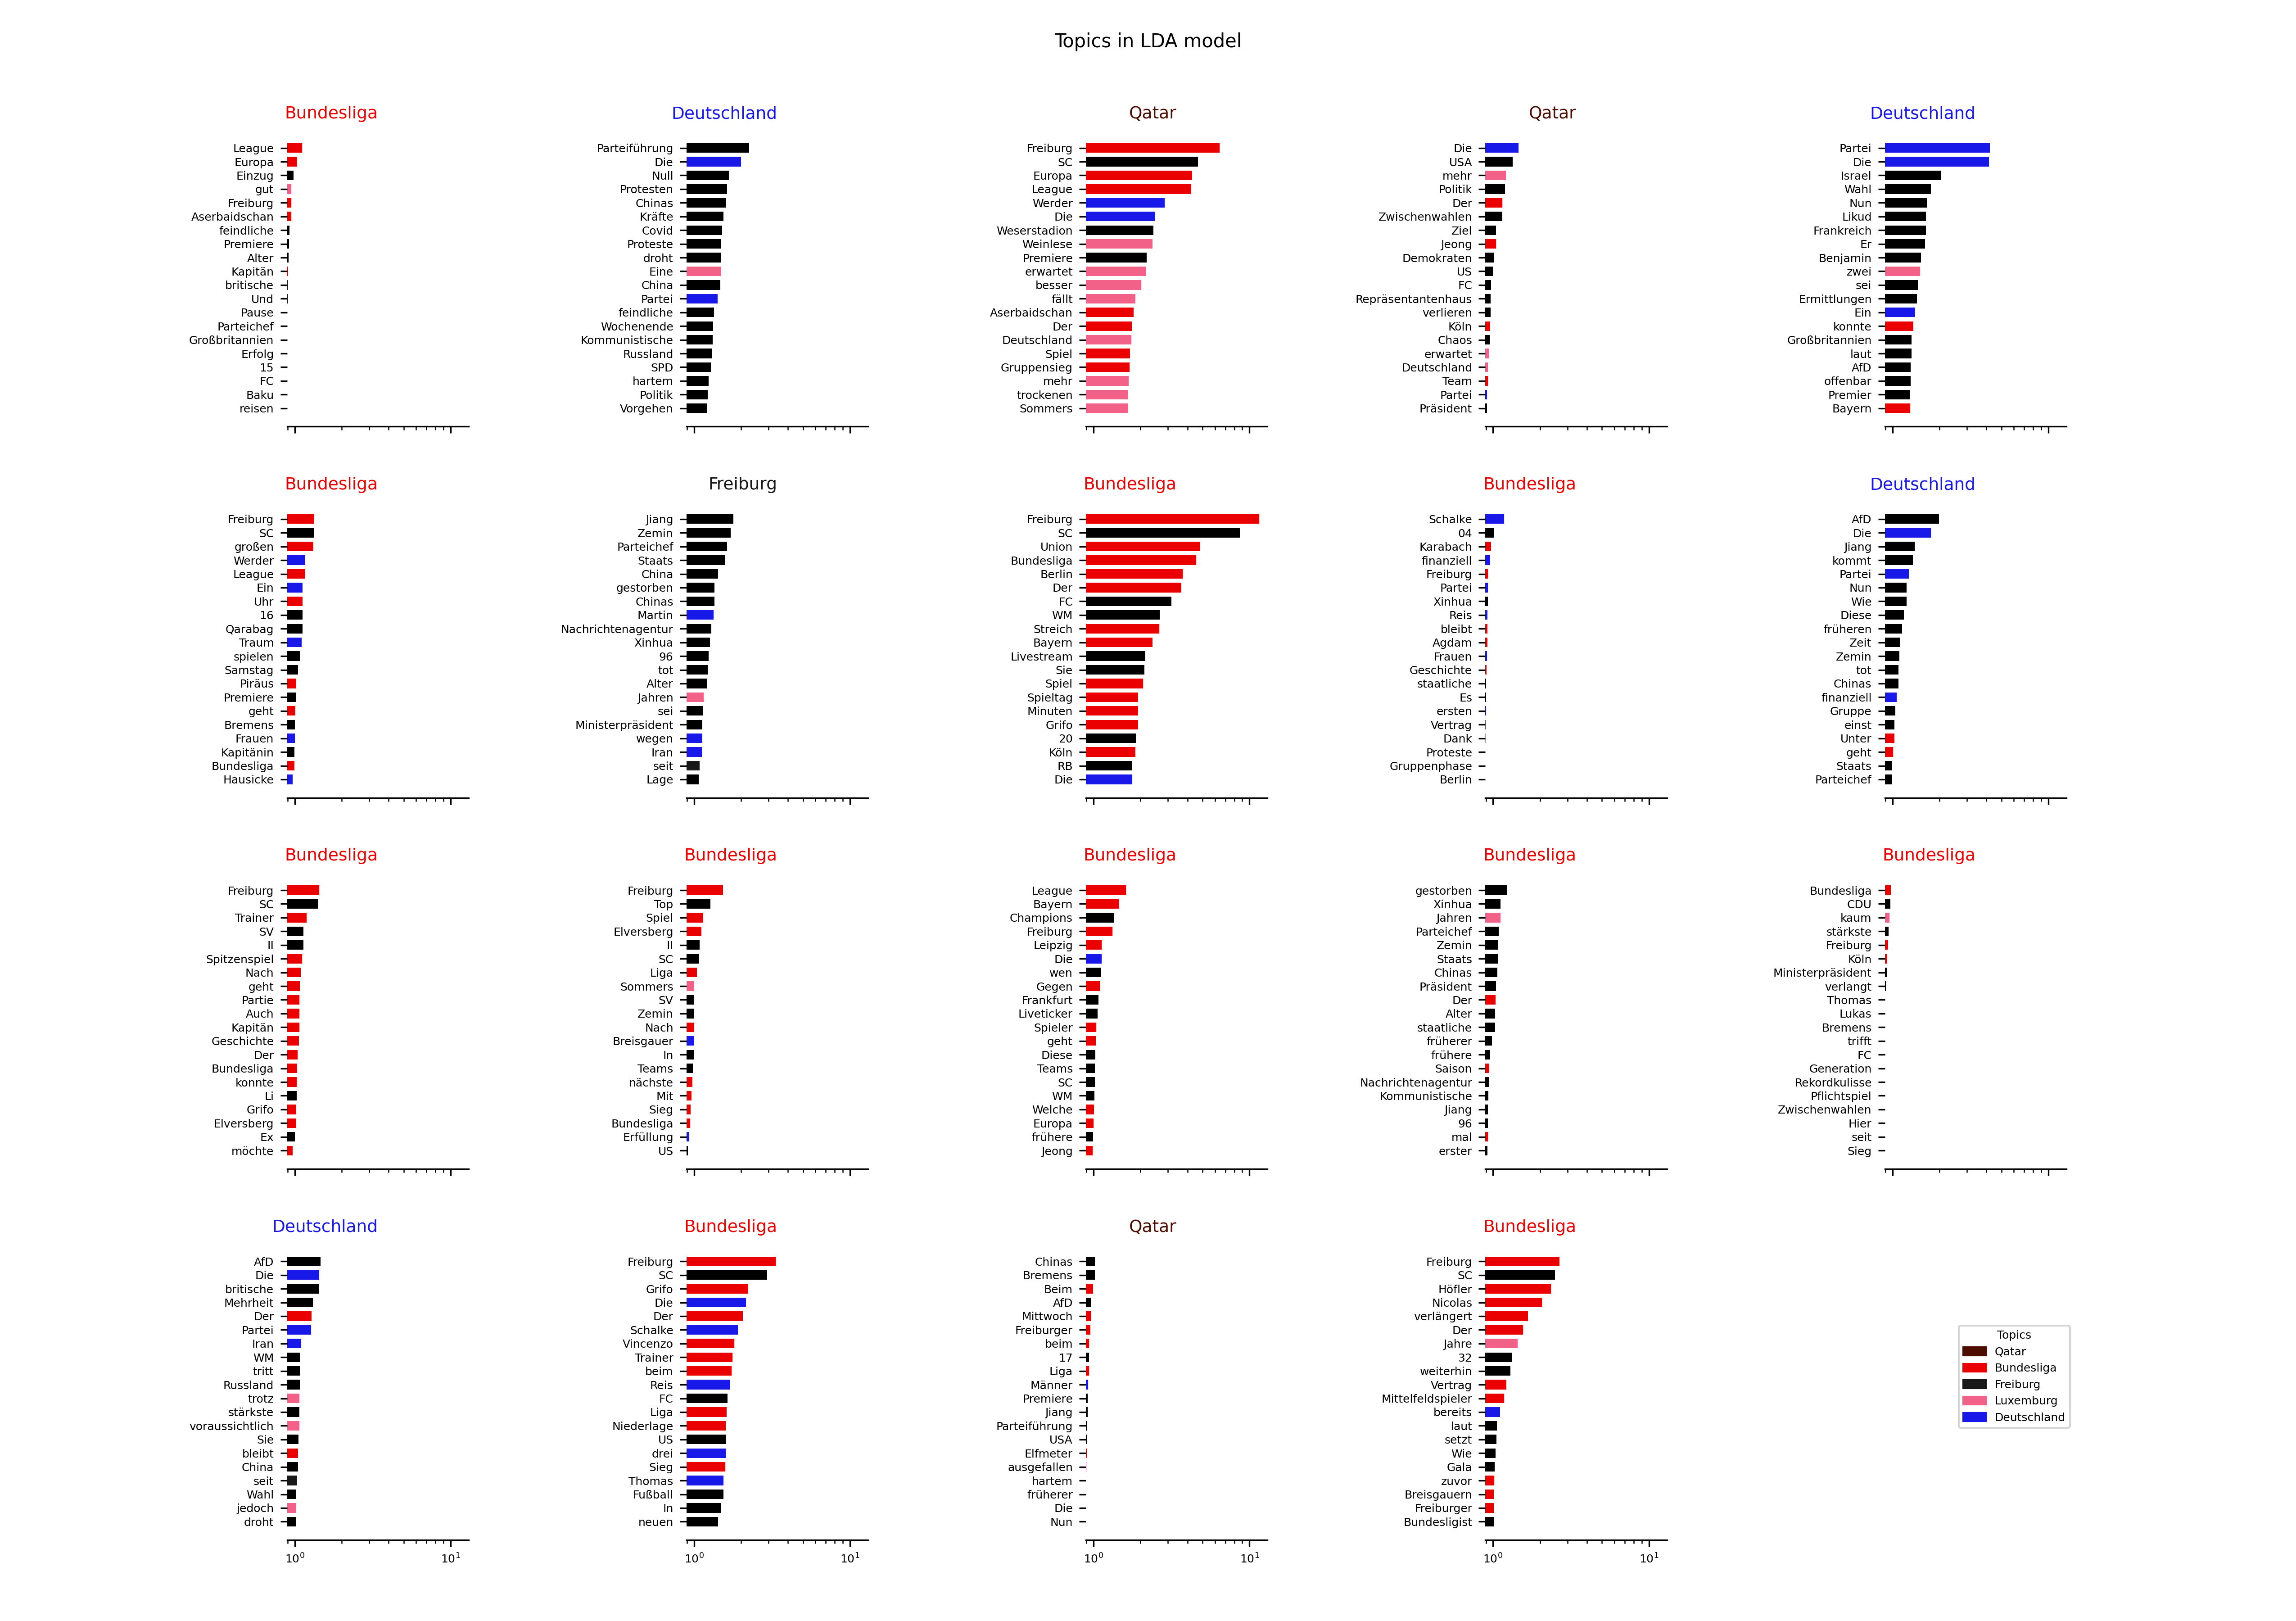 Topics in LDA model
Bundesliga
League
Europa
Einzug
gut
Freiburg
Aserbaidschan
feindliche
Premiere
Alter
Kapitän
britische
Und
Pause
Parteichef
Großbritannien
Erfolg
15
FC
Baku
reisen
Deutschland
Parteiführung
Die
Null
Protesten
Chinas
Kräfte
Covid
Proteste
droht
Eine
China
Partei
feindliche
Wochenende
Kommunistische
Russland
SPD
hartem
Politik
Vorgehen
Qatar
Freiburg
SC
Europa
League
Werder
Die
Weserstadion
Weinlese
Premiere
erwartet
besser
fällt
Aserbaidschan
Der
Deutschland
Spiel
Gruppensieg
mehr
trockenen
Sommers
Qatar
Die
USA
mehr
Politik
Der
Zwischenwahlen
Ziel
Jeong
Demokraten
US
FC
Repräsentantenhaus
verlieren
Köln
Chaos
erwartet
Deutschland
Team
Partei
Präsident
Deutschland
Partei
Die
Israel
Wahl
Nun
Likud
Frankreich
Er
Benjamin
zwei
sei
Ermittlungen
Ein
konnte
Großbritannien
laut
AfD
offenbar
Premier
Bayern
Bundesliga
Freiburg
SC
großen
Werder
League
Ein
Uhr
16
Qarabag
Traum
spielen
Samstag
Piräus
Premiere
geht
Bremens
Frauen
Kapitänin
Bundesliga
Hausicke
Freiburg
Jiang
Zemin
Parteichef
Staats
China
gestorben
Chinas
Martin
Nachrichtenagentur
Xinhua
96
tot
Alter
Jahren
sei
Ministerpräsident
wegen
Iran
seit
Lage
Bundesliga
Freiburg
SC
Union
Bundesliga
Berlin
Der
FC
WM
Streich
Bayern
Livestream
Sie
Spiel
Spieltag
Minuten
Grifo
20
Köln
RB
Die
Bundesliga
Schalke
04
Karabach
finanziell
Freiburg
Partei
Xinhua
Reis
bleibt
Agdam
Frauen
Geschichte
staatliche
Es
ersten
Vertrag
Dank
Proteste
Gruppenphase
Berlin
Deutschland
AfD
Die
Jiang
kommt
Partei
Nun
Wie
Diese
früheren
Zeit
Zemin
tot
Chinas
finanziell
Gruppe
einst
Unter
geht
Staats
Parteichef
Bundesliga
Freiburg
SC
Trainer
SV
II
Spitzenspiel
Nach
geht
Partie
Auch
Kapitän
Geschichte
Der
Bundesliga
konnte
Li
Grifo
Elversberg
Ex
möchte
Bundesliga
Freiburg
Top
Spiel
Elversberg
II
SC
Liga
Sommers
SV
Zemin
Nach
Breisgauer
In
Teams
nächste
Mit
Sieg
Bundesliga
Erfüllung
US
Bundesliga
League
Bayern
Champions
Freiburg
Leipzig
Die
wen
Gegen
Frankfurt
Liveticker
Spieler
geht
Diese
Teams
SC
WM
Welche
Europa
frühere
Jeong
Bundesliga
gestorben
Xinhua
Jahren
Parteichef
Zemin
Staats
Chinas
Präsident
Der
Alter
staatliche
früherer
frühere
Saison
Nachrichtenagentur
Kommunistische
Jiang
96
mal
erster
Bundesliga
Bundesliga
CDU
kaum
stärkste
Freiburg
Köln
Ministerpräsident
verlangt
Thomas
Lukas
Bremens
trifft
FC
Generation
Rekordkulisse
Pflichtspiel
Zwischenwahlen
Hier
seit
Sieg
Deutschland
AfD
Die
britische
Mehrheit
Der
Partei
Iran
WM
tritt
Russland
trotz
stärkste
voraussichtlich
Sie
bleibt
China
seit
Wahl
jedoch
droht
10⁰ 10¹
Bundesliga
Freiburg
SC
Grifo
Die
Der
Schalke
Vincenzo
Trainer
beim
Reis
FC
Liga
Niederlage
US
drei
Sieg
Thomas
Fußball
In
neuen
10⁰ 10¹
Qatar
Chinas
Bremens
Beim
AfD
Mittwoch
Freiburger
beim
17
Liga
Männer
Premiere
Jiang
Parteiführung
USA
Elfmeter
ausgefallen
hartem
früherer
Die
Nun
10⁰ 10¹
Bundesliga
Freiburg
SC
Höfler
Nicolas
verlängert
Der
Jahre
32
weiterhin
Vertrag
Mittelfeldspieler
bereits
laut
setzt
Wie
Gala
zuvor
Breisgauern
Freiburger
Bundesligist
10⁰ 10¹
Topics
Qatar
Bundesliga
Freiburg
Luxemburg
Deutschland